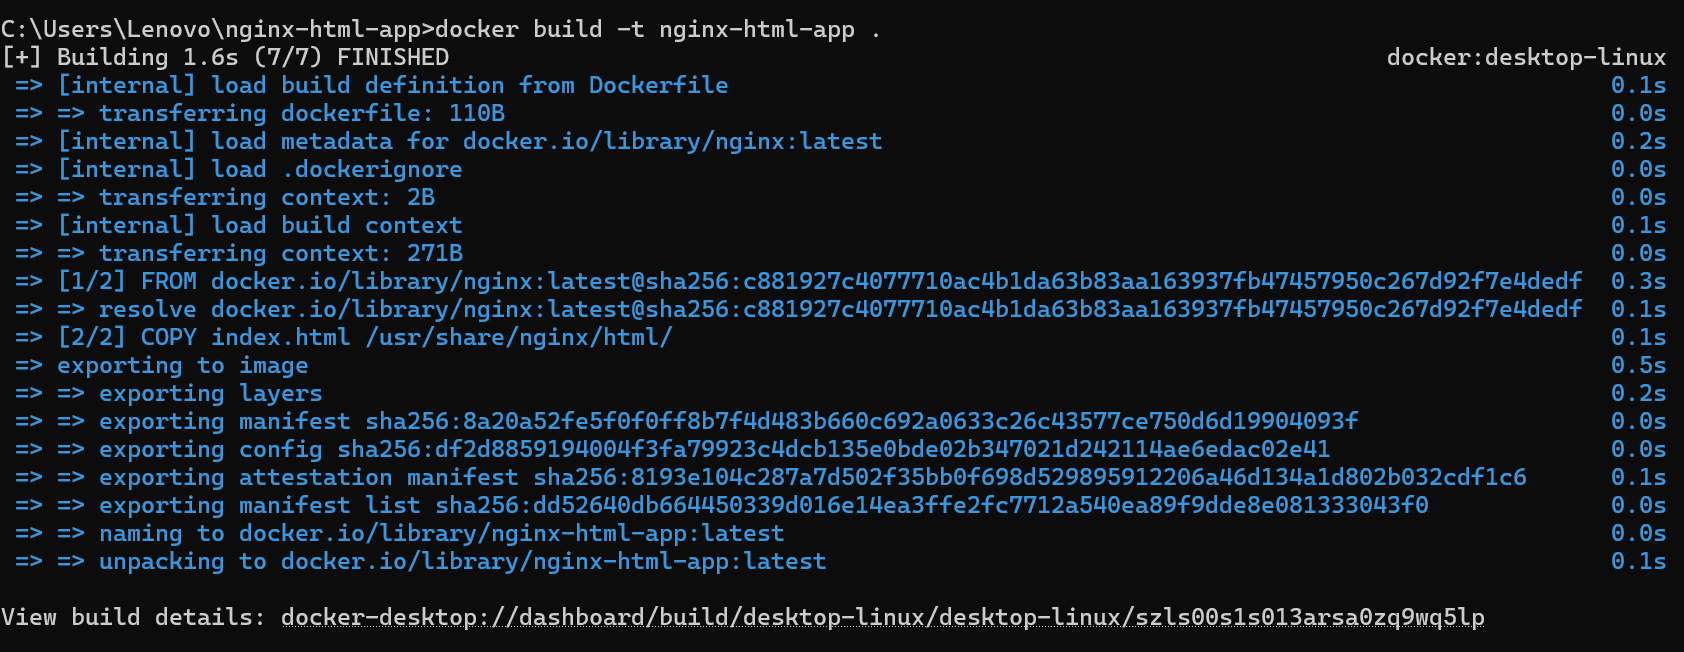 C:\Users\Lenovo\nginx-html-app>docker build -t nginx-html-app .
[+] Building 1.6s (7/7) FINISHED docker:desktop-linux
=> [internal] load build definition from Dockerfile 0.1s
=> => transferring dockerfile: 110B 0.0s
=> [internal] load metadata for docker.io/library/nginx:latest 0.2s
=> [internal] load .dockerignore 0.0s
=> => transferring context: 2B 0.0s
=> [internal] load build context 0.1s
=> => transferring context: 271B 0.0s
=> [1/2] FROM docker.io/library/nginx:latest@sha256:c881927c4077710ac4b1da63b83aa163937fb47457950c267d92f7e4dedf 0.3s
=> => resolve docker.io/library/nginx:latest@sha256:c881927c4077710ac4b1da63b83aa163937fb47457950c267d92f7e4dedf 0.1s
=> [2/2] COPY index.html /usr/share/nginx/html/ 0.1s
=> exporting to image 0.5s
=> => exporting layers 0.2s
=> => exporting manifest sha256:8a20a52fe5f0f0ff8b7f4d483b660c692a0633c26c43577ce750d6d19904093f 0.0s
=> => exporting config sha256:df2d8859194004f3fa79923c4dcb135e0bde02b347021d242114ae6edac02e41 0.0s
=> => exporting attestation manifest sha256:8193e104c287a7d502f35bb0f698d529895912206a46d134a1d802b032cdf1c6 0.1s
=> => exporting manifest list sha256:dd52640db664450339d016e14ea3ffe2fc7712a540ea89f9dde8e081333043f0 0.0s
=> => naming to docker.io/library/nginx-html-app:latest 0.0s
=> => unpacking to docker.io/library/nginx-html-app:latest 0.1s
View build details: docker-desktop://dashboard/build/desktop-linux/desktop-linux/szls00s1s013arsa0zq9wq5lp